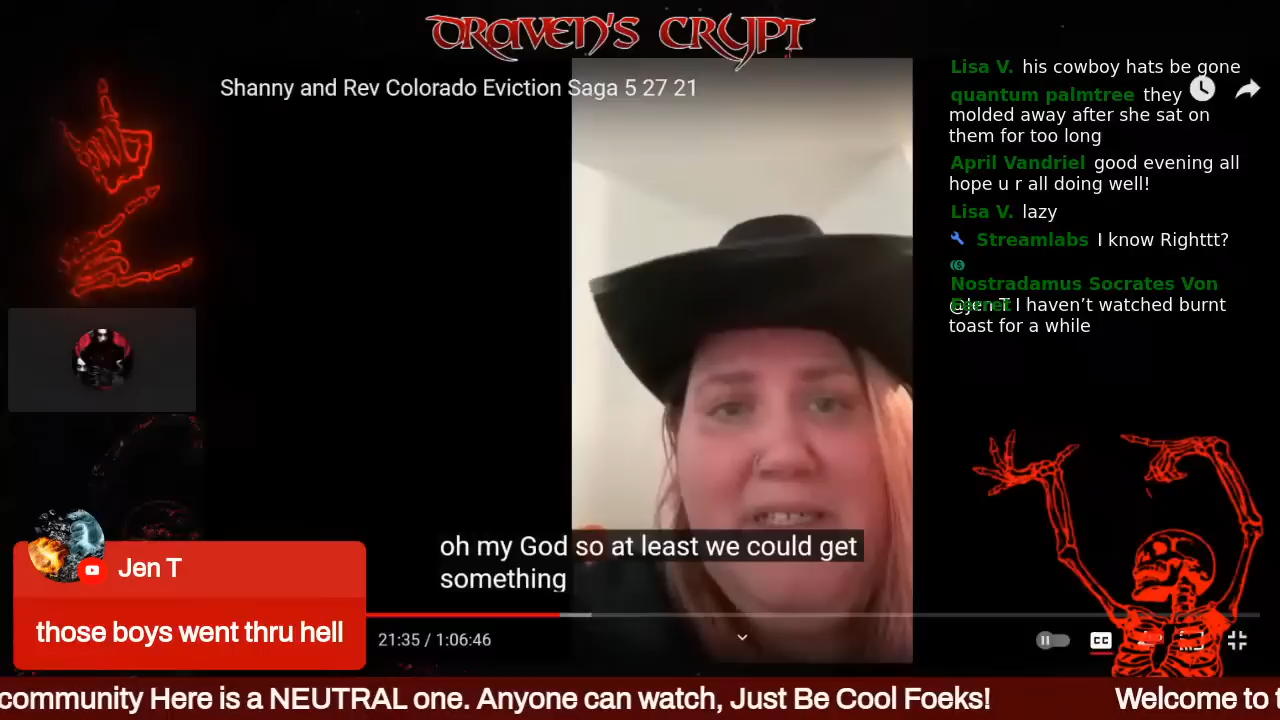 DRAVEN'S CRYPT
Shanny and Rev Colorado Eviction Saga 5 27 21
Lisa V. his cowboy hats be gone
quantum palmtree they
molded away after she sat on
them for too long
April Vandriel good evening all
hope u r all doing well!
Lisa V. lazy
Streamlabs I know Righttt?
Nostradamus Socrates Von
Ferret
@Jen T I haven't watched burnt
toast for a while
oh my God so at least we could get
something
Jen T
those boys went thru hell
21:35 / 1:06:46
CC
community Here is a NEUTRAL one. Anyone can watch, Just Be Cool Foeks!
Welcome to t